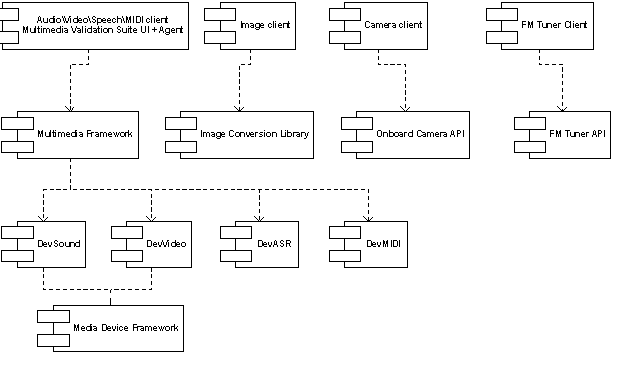 Audio\Video\Speech\MIDI client
Multimedia Validation Suite UI + Agent
Image client
Camera client
FM Tuner Client
Multimedia Framework
Image Conversion Library
Onboard Camera API
FM Tuner API
DevSound
DevVideo
DevASR
DevMIDI
Media Device Framework